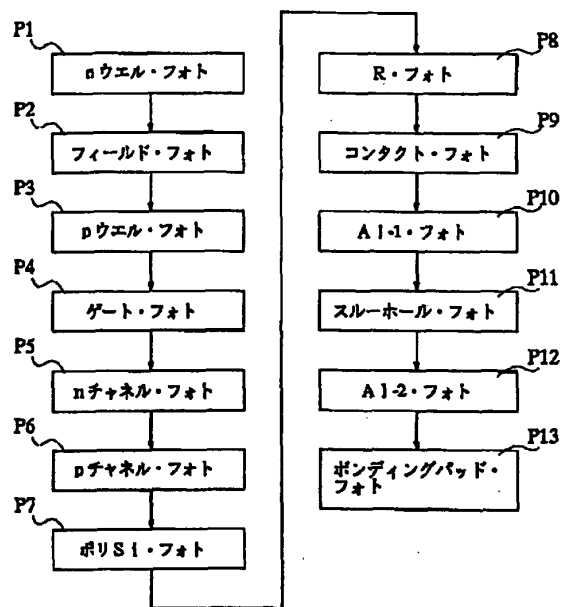 P1
nウエル・フォト
P2
フィールド・フォト
P3
pウエル・フォト
P4
ゲート・フォト
P5
nチャネル・フォト
P6
pチャネル・フォト
P7
ポリSi・フォト
P8
R・フォト
P9
コンタクト・フォト
P10
Al-1・フォト
P11
スルーホール・フォト
P12
Al-2・フォト
P13
ボンディングパッド・
フォト